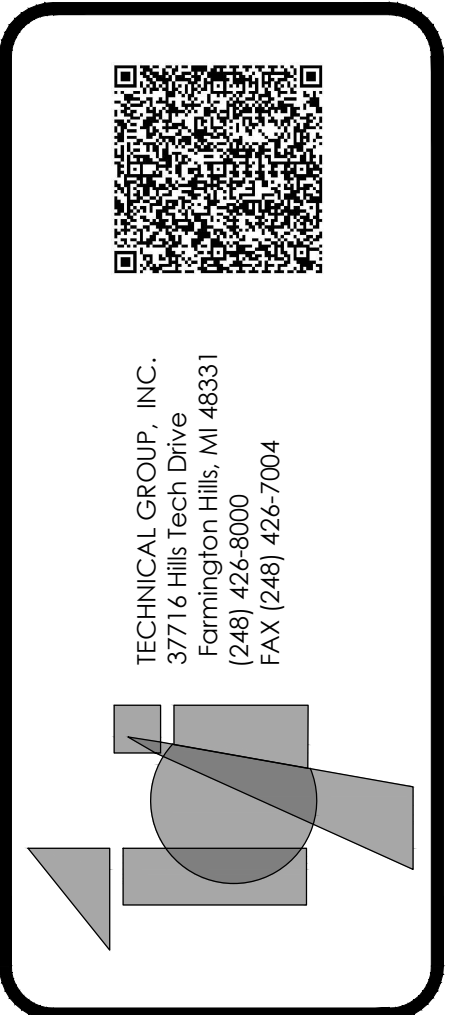 TECHNICAL GROUP, INC.
37716 Hills Tech Drive
Farmington Hills, MI 48331
(248) 426-8000
FAX (248) 426-7004